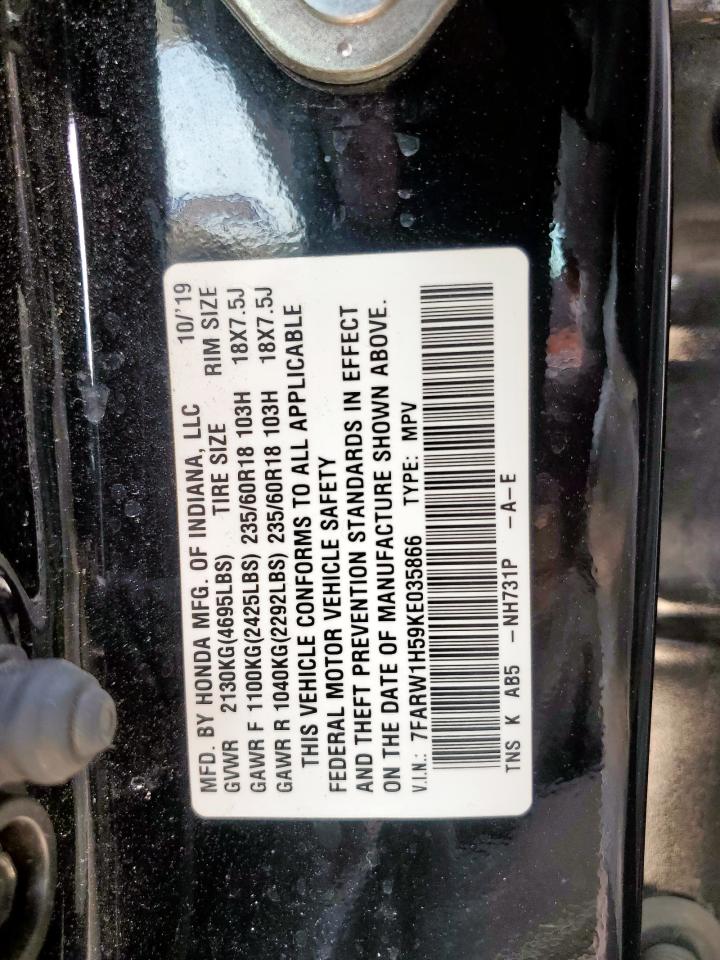 MFD. BY HONDA MFG. OF INDIANA, LLC 10/'19
GVWR 2130KG(4695LBS) TIRE SIZE RIM SIZE
GAWR F 1100KG(2425LBS) 235/60R18 103H 18X7.5J
GAWR R 1040KG(2292LBS) 235/60R18 103H 18X7.5J
THIS VEHICLE CONFORMS TO ALL APPLICABLE
FEDERAL MOTOR VEHICLE SAFETY
AND THEFT PREVENTION STANDARDS IN EFFECT
ON THE DATE OF MANUFACTURE SHOWN ABOVE.
V.I.N.: 7FARW1H59KE035866 TYPE: MPV
TNS K AB5 -NH731P -A-E